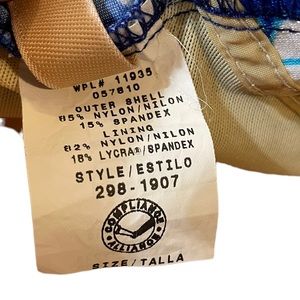 WPL# 11935
057810
OUTER SHELL
85% NYLON/NILON
15% SPANDEX
LINING
82% NYLON/NILON
18% LYCRA®/SPANDEX
STYLE/ESTILO
298-1907
COMPLIANCE
ALLIANCE
SIZE/TALLA